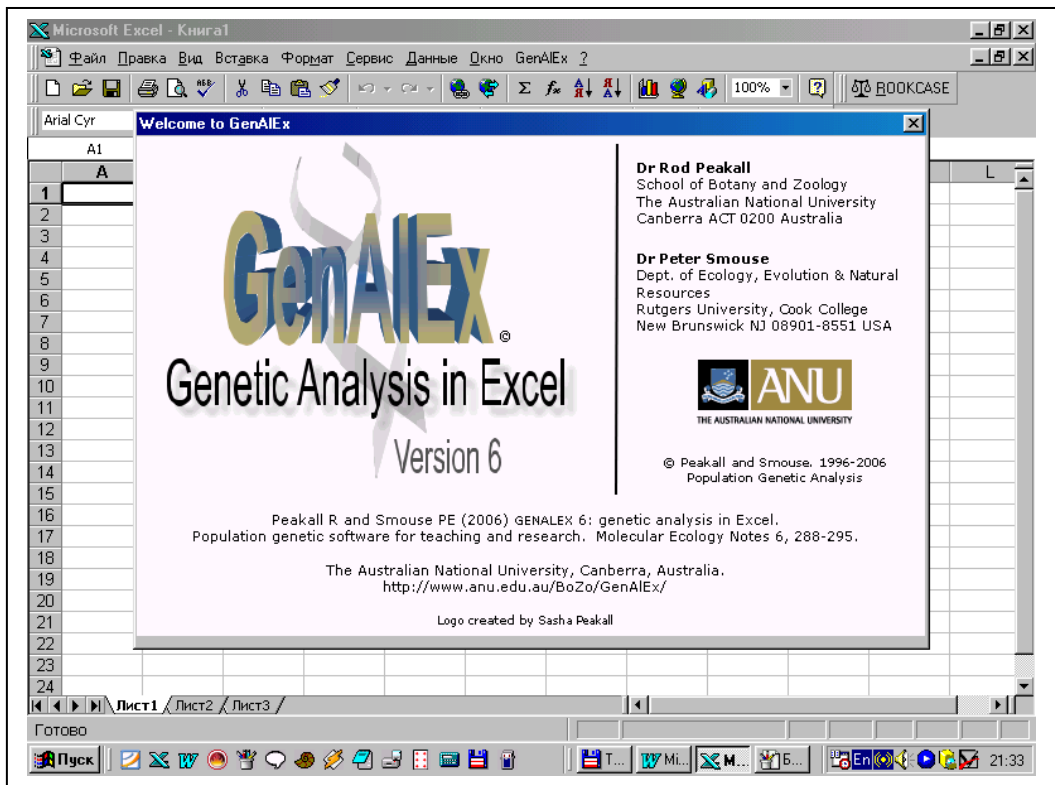 Microsoft Excel - Книга1
Файл Правка Вид Вставка Формат Сервис Данные Окно GenAlEx ?
100% BOOKCASE
Arial Cyr
Welcome to GenAlEx
A1
A L
1
2
3
4
5
6
7
8
9
10
11
12
13
14
15
16
17
18
19
20
21
22
23
24
GenAlEx ©
Genetic Analysis in Excel
Version 6
Dr Rod Peakall
School of Botany and Zoology
The Australian National University
Canberra ACT 0200 Australia
Dr Peter Smouse
Dept. of Ecology, Evolution & Natural
Resources
Rutgers University, Cook College
New Brunswick NJ 08901-8551 USA
ANU
THE AUSTRALIAN NATIONAL UNIVERSITY
© Peakall and Smouse. 1996-2006
Population Genetic Analysis
Peakall R and Smouse PE (2006) GENALEX 6: genetic analysis in Excel.
Population genetic software for teaching and research. Molecular Ecology Notes 6, 288-295.
The Australian National University, Canberra, Australia.
http://www.anu.edu.au/BoZo/GenAlEx/
Logo created by Sasha Peakall
Лист1 Лист2 Лист3
Готово
Пуск T... Mi... M... Б... En 21:33